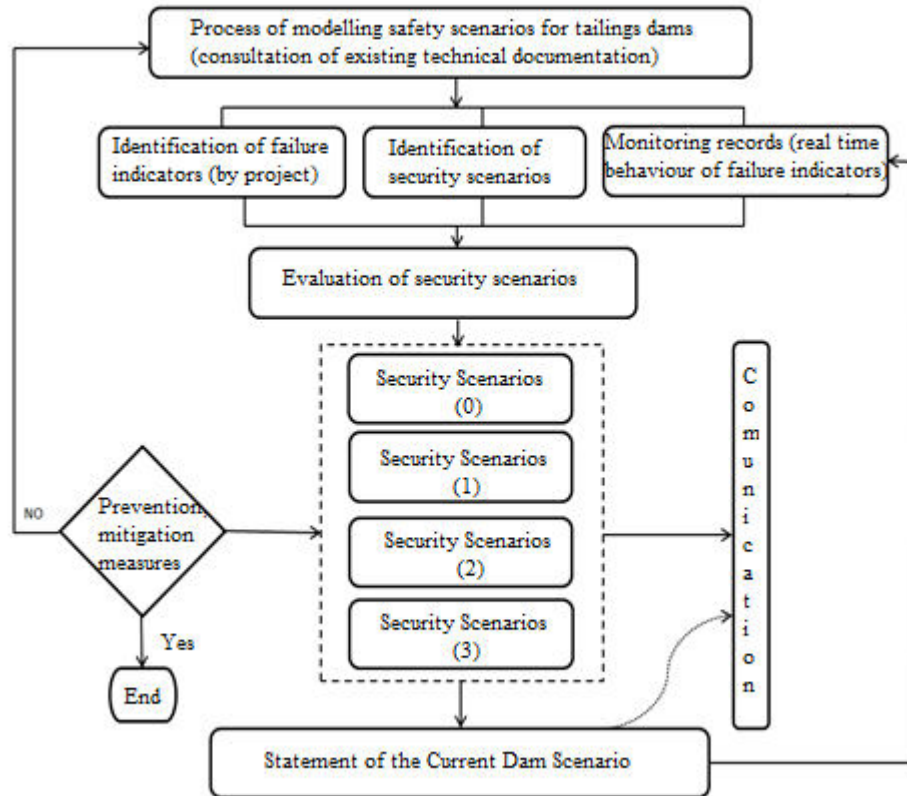 Process of modelling safety scenarios for tailings dams
(consultation of existing technical documentation)
Identification of failure
indicators (by project)
Identification of
security scenarios
Monitoring records (real time
behaviour of failure indicators)
Evaluation of security scenarios
Security Scenarios
(0)
Security Scenarios
(1)
Security Scenarios
(2)
Security Scenarios
(3)
Comunication
NO
Prevention,
mitigation
measures
Yes
End
Statement of the Current Dam Scenario